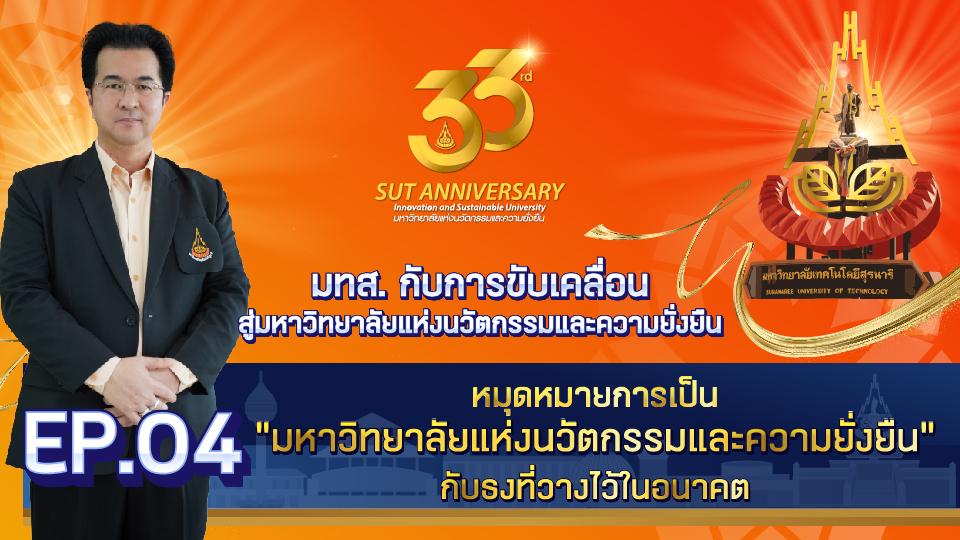 33rd
SUT ANNIVERSARY
Innovation and Sustainable University
มหาวิทยาลัยแห่งนวัตกรรมและความยั่งยืน
มหาวิทยาลัยเทคโนโลยีสุรนารี
SURANAREE UNIVERSITY OF TECHNOLOGY
มทส. กับการขับเคลื่อน
สู่มหาวิทยาลัยแห่งนวัตกรรมและความยั่งยืน
EP.04
หมุดหมายการเป็น
"มหาวิทยาลัยแห่งนวัตกรรมและความยั่งยืน"
กับธงที่วางไว้ในอนาคต